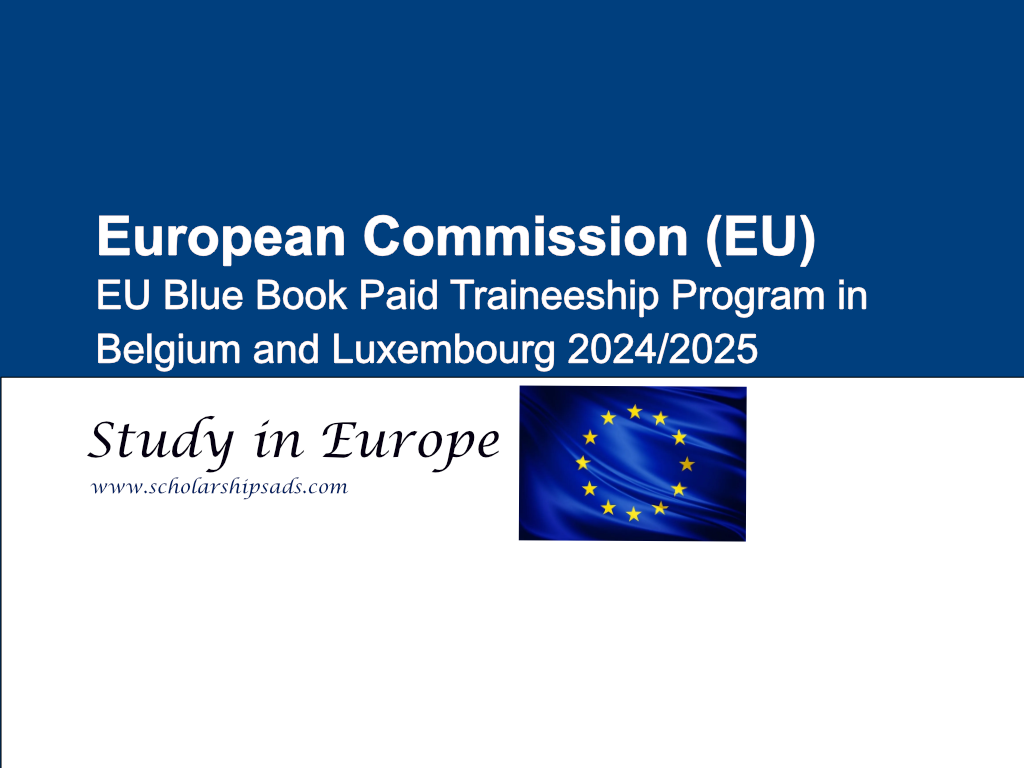 European Commission (EU)
EU Blue Book Paid Traineeship Program in
Belgium and Luxembourg 2024/2025
Study in Europe
www.scholarshipsads.com